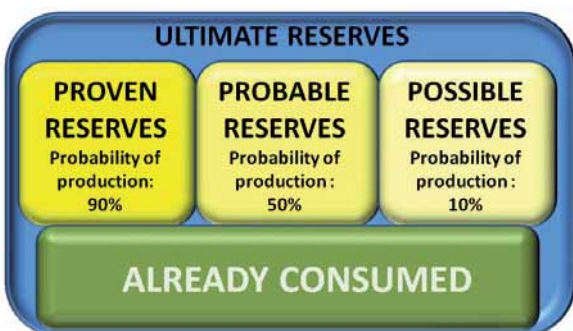 ULTIMATE RESERVES
PROVEN
RESERVES
Probability of
production:
90%
PROBABLE
RESERVES
Probability of
production :
50%
POSSIBLE
RESERVES
Probability of
production :
10%
ALREADY CONSUMED